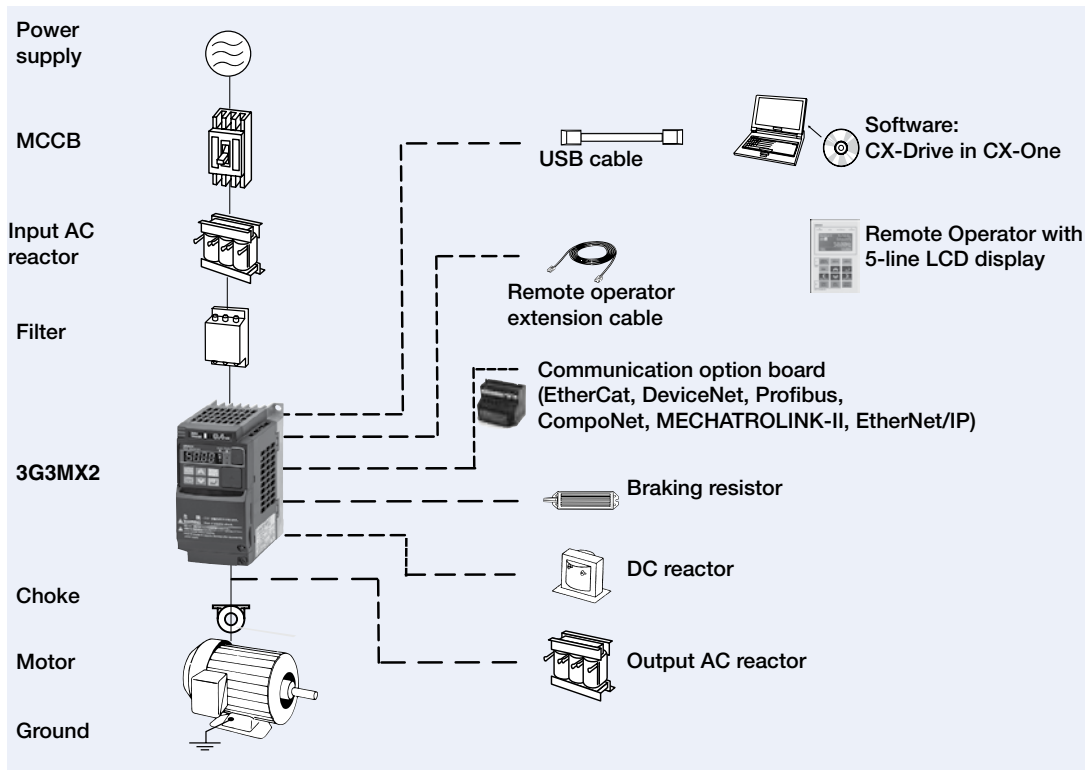 Power
supply
MCCB
USB cable
Software:
CX-Drive in CX-One
Input AC
reactor
Remote Operator with
5-line LCD display
Remote operator
extension cable
Filter
Communication option board
(EtherCat, DeviceNet, Profibus,
CompoNet, MECHATROLINK-II, EtherNet/IP)
3G3MX2
Braking resistor
DC reactor
Choke
Motor
Output AC reactor
Ground